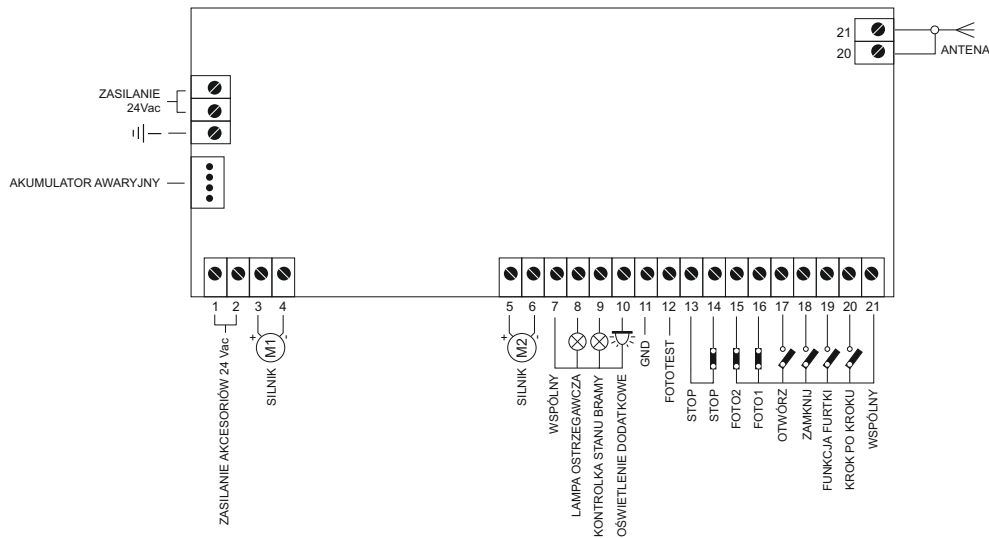 21
20
ANTENA
ZASILANIE
24Vac
AKUMULATOR AWARYJNY
1 2 3 4 5 6 7 8 9 10 11 12 13 14 15 16 17 18 19 20 21
+ M1 -
+ M2 -
ZASILANIE AKCESORIÓW 24 Vac
SILNIK
SILNIK
WSPÓLNY
LAMPA OSTRZEGAWCZA
KONTROLKA STANU BRAMY
OŚWIETLENIE DODATKOWE
GND
FOTOTEST
STOP
STOP
FOTO2
FOTO1
OTWÓRZ
ZAMKNIJ
FUNKCJA FURTKI
KROK PO KROKU
WSPÓLNY